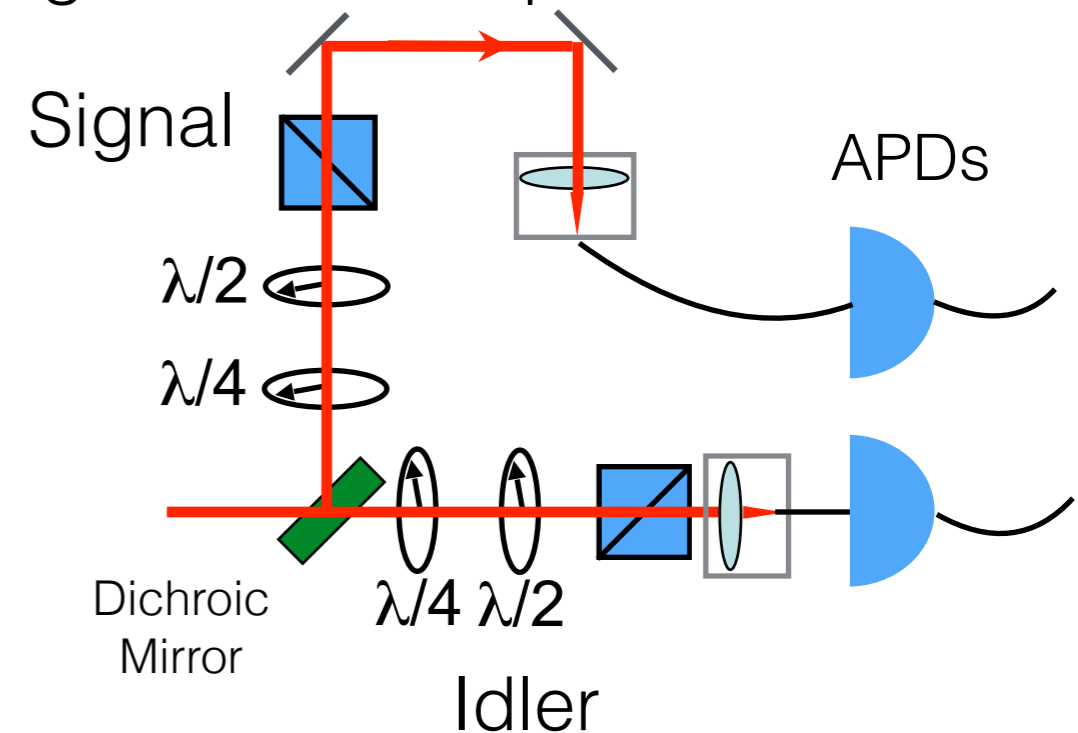 Signal
APDs
λ/2
λ/4
λ/4 λ/2
Dichroic
Mirror
Idler